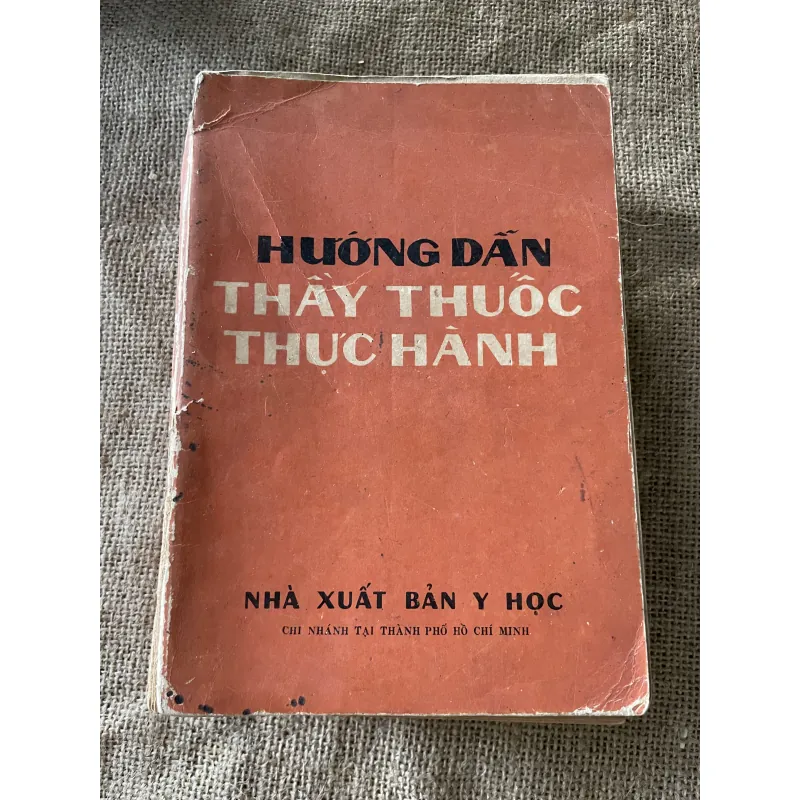 HƯỚNG DẪN
THẦY THUỐC
THỰC HÀNH
NHÀ XUẤT BẢN Y HỌC
CHI NHÁNH TẠI THÀNH PHỐ HỒ CHÍ MINH